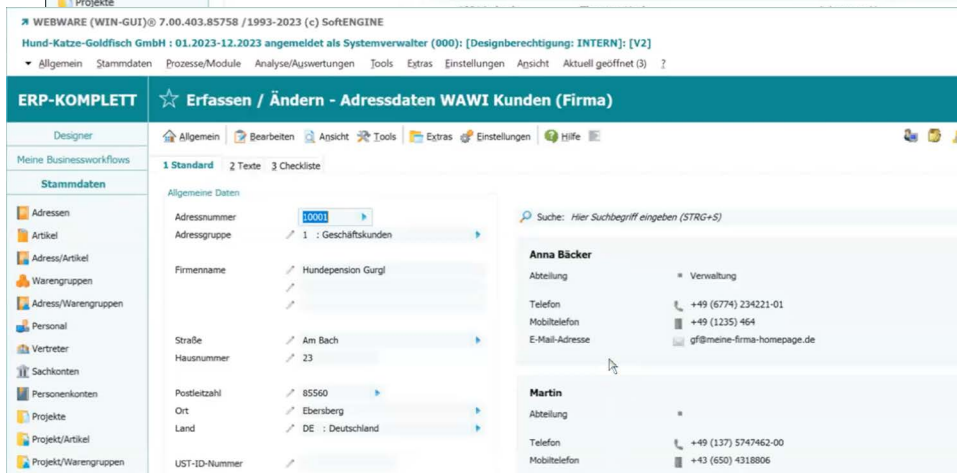 Projekte
WEBWARE (WIN-GUI)® 7.00.403.85758 /1993-2023 (c) SoftENGINE
Hund-Katze-Goldfisch GmbH : 01.2023-12.2023 angemeldet als Systemverwalter (000): [Designberechtigung: INTERN]: [V2]
Allgemein Stammdaten Prozesse/Module Analyse/Auswertungen Tools Extras Einstellungen Ansicht Aktuell geöffnet (3) ?
ERP-KOMPLETT Erfassen / Ändern - Adressdaten WAWI Kunden (Firma)
Designer Allgemein Bearbeiten Ansicht Tools Extras Einstellungen Hilfe
Meine Businessworkflows 1 Standard 2 Texte 3 Checkliste
Stammdaten
Allgemeine Daten
Adressen Adressnummer 10001 Suche: Hier Suchbegriff eingeben (STRG+S)
Artikel Adressgruppe 1 : Geschäftskunden
Adress/Artikel Anna Bäcker
Warengruppen Firmenname Hundepension Gurgl Abteilung Verwaltung
Adress/Warengruppen Telefon +49 (6774) 234221-01
Personal Mobiltelefon +49 (1235) 464
Vertreter Straße Am Bach E-Mail-Adresse gf@meine-firma-homepage.de
Sachkonten Hausnummer 23
Personenkonten Postleitzahl 85560 Martin
Projekte Ort Ebersberg Abteilung
Projekt/Artikel Land DE : Deutschland Telefon +49 (137) 5747462-00
Projekt/Warengruppen UST-ID-Nummer Mobiltelefon +43 (650) 4318806